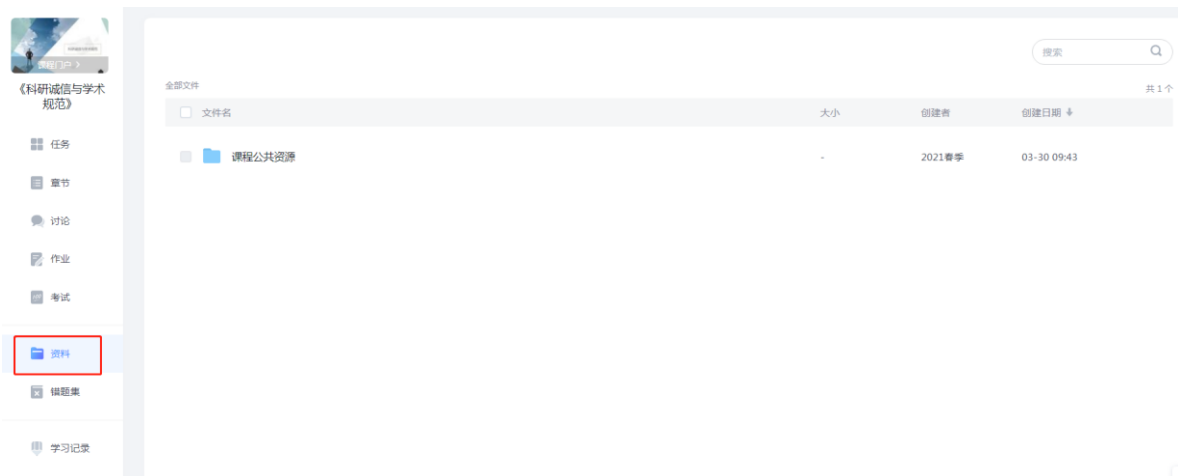 课程门户 >
《科研诚信与学术
规范》
任务
章节
讨论
作业
考试
资料
错题集
学习记录
搜索
全部文件
共 1 个
文件名 大小 创建者 创建日期
课程公共资源 - 2021春季 03-30 09:43